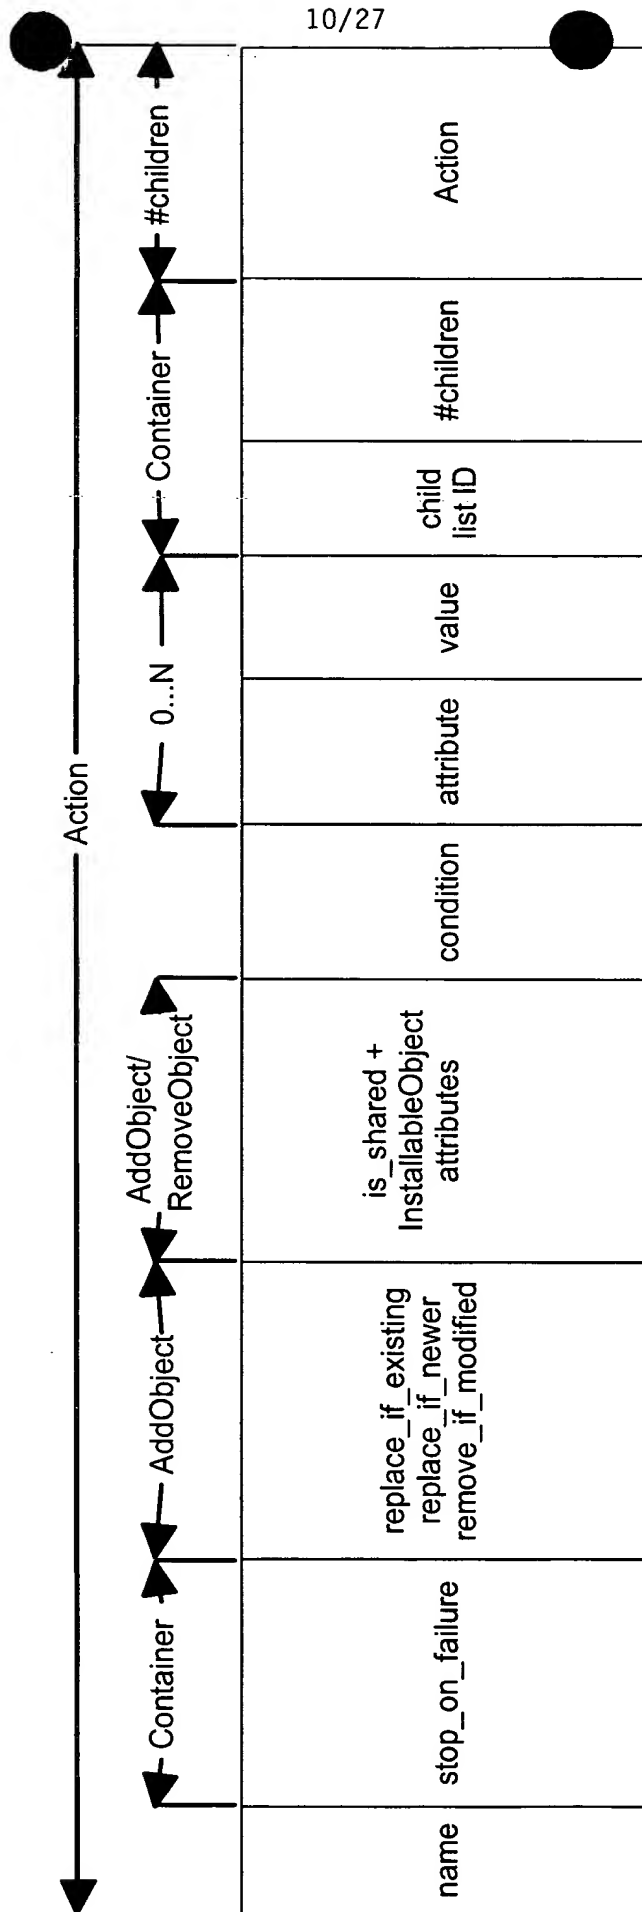 10/27
Action
Container
AddObject
AddObject/
RemoveObject
0...N
Container
#children
name
stop_on_failure
replace_if_existing
replace_if_newer
remove_if_modified
is_shared +
InstallableObject
attributes
condition
attribute
value
child
list ID
#children
Action